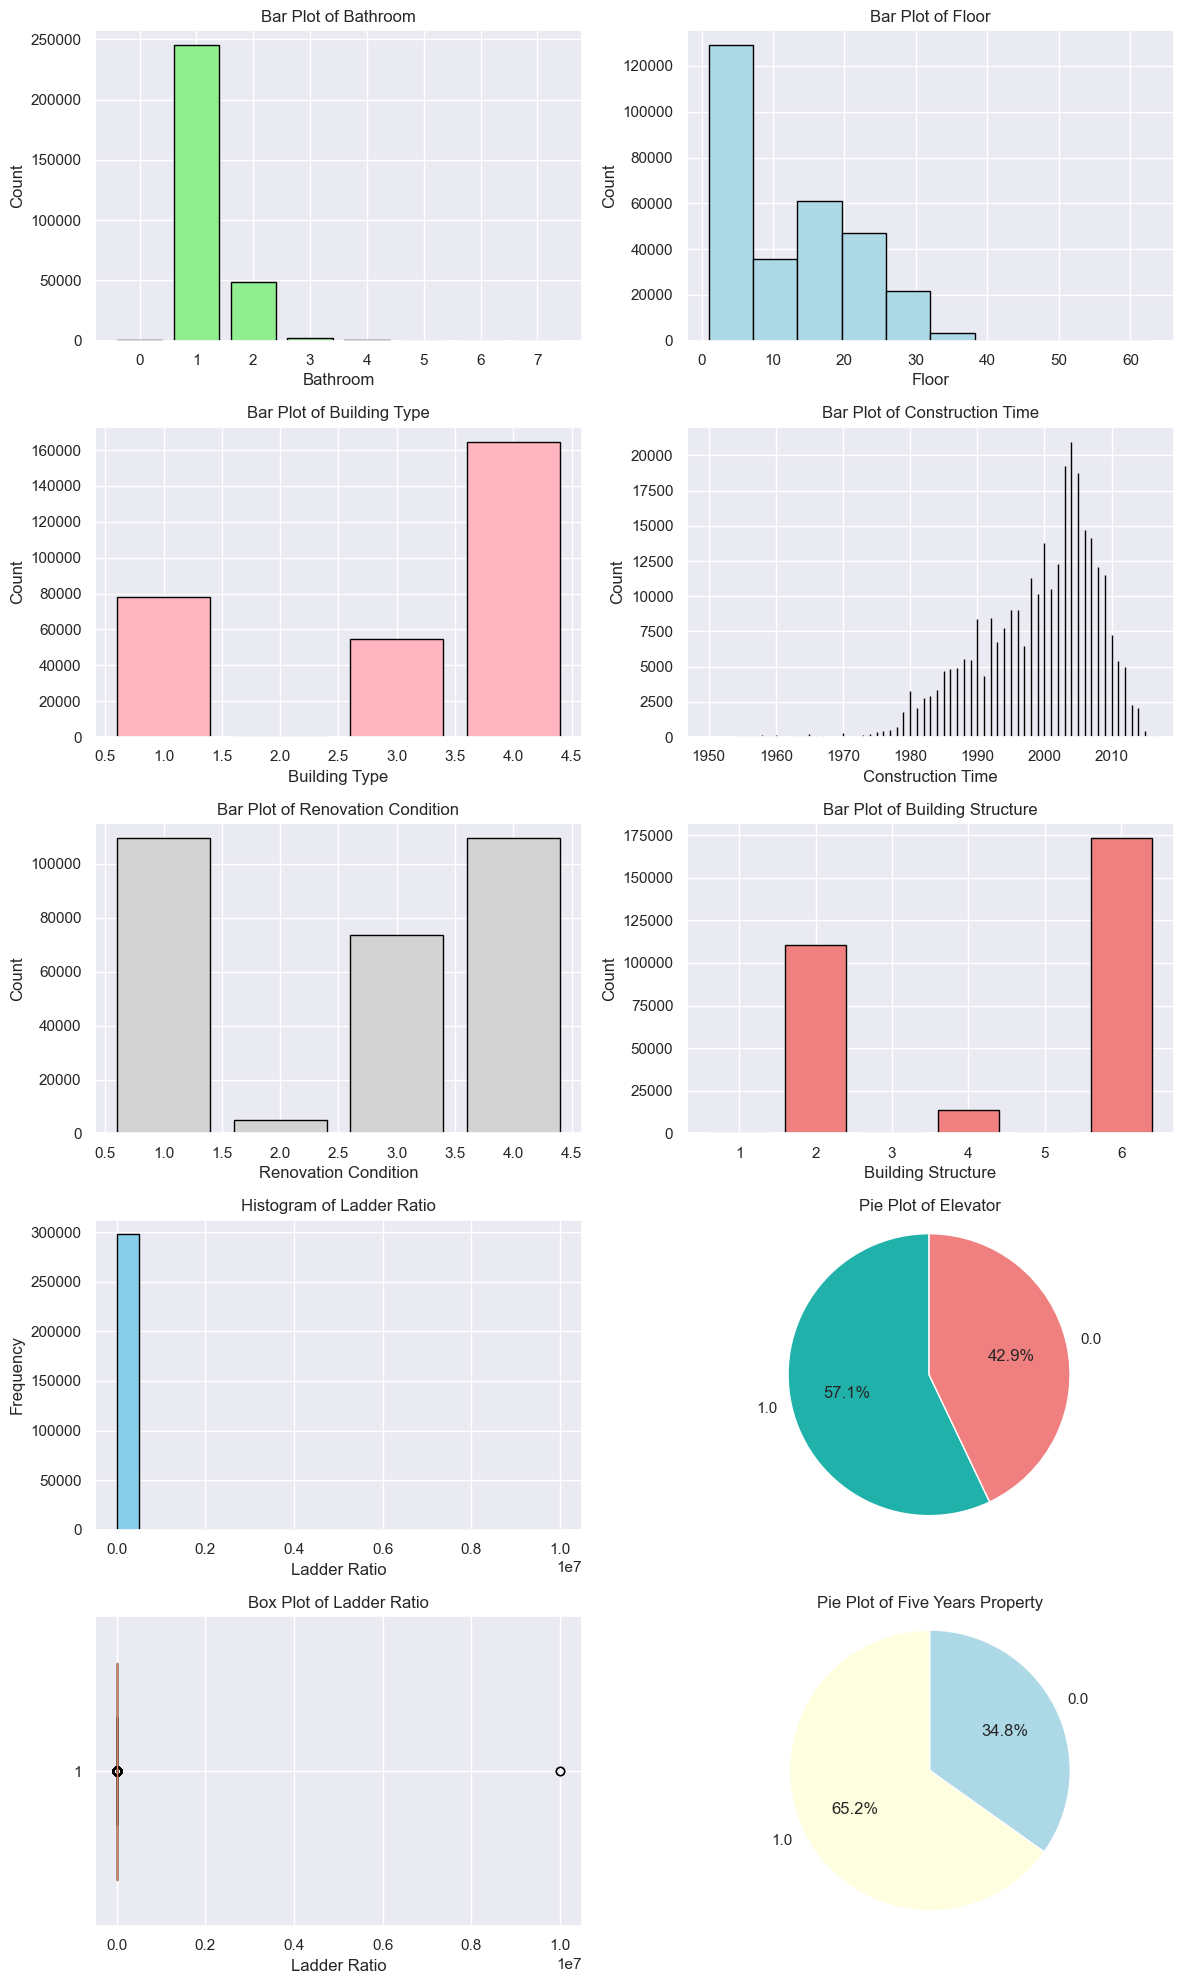 Bar Plot of Bathroom
250000
200000
150000
100000
50000
0
Count
0 1 2 3 4 5 6 7
Bathroom
Bar Plot of Floor
120000
100000
80000
60000
40000
20000
0
Count
0 10 20 30 40 50 60
Floor
Bar Plot of Building Type
160000
140000
120000
100000
80000
60000
40000
20000
0
Count
0.5 1.0 1.5 2.0 2.5 3.0 3.5 4.0 4.5
Building Type
Bar Plot of Construction Time
20000
17500
15000
12500
10000
7500
5000
2500
0
Count
1950 1960 1970 1980 1990 2000 2010
Construction Time
Bar Plot of Renovation Condition
100000
80000
60000
40000
20000
0
Count
0.5 1.0 1.5 2.0 2.5 3.0 3.5 4.0 4.5
Renovation Condition
Bar Plot of Building Structure
175000
150000
125000
100000
75000
50000
25000
0
Count
1 2 3 4 5 6
Building Structure
Histogram of Ladder Ratio
300000
250000
200000
150000
100000
50000
0
Frequency
0.0 0.2 0.4 0.6 0.8 1.0
1e7
Ladder Ratio
Pie Plot of Elevator
0.0
42.9%
57.1%
1.0
Box Plot of Ladder Ratio
1
0.0 0.2 0.4 0.6 0.8 1.0
1e7
Ladder Ratio
Pie Plot of Five Years Property
0.0
34.8%
65.2%
1.0